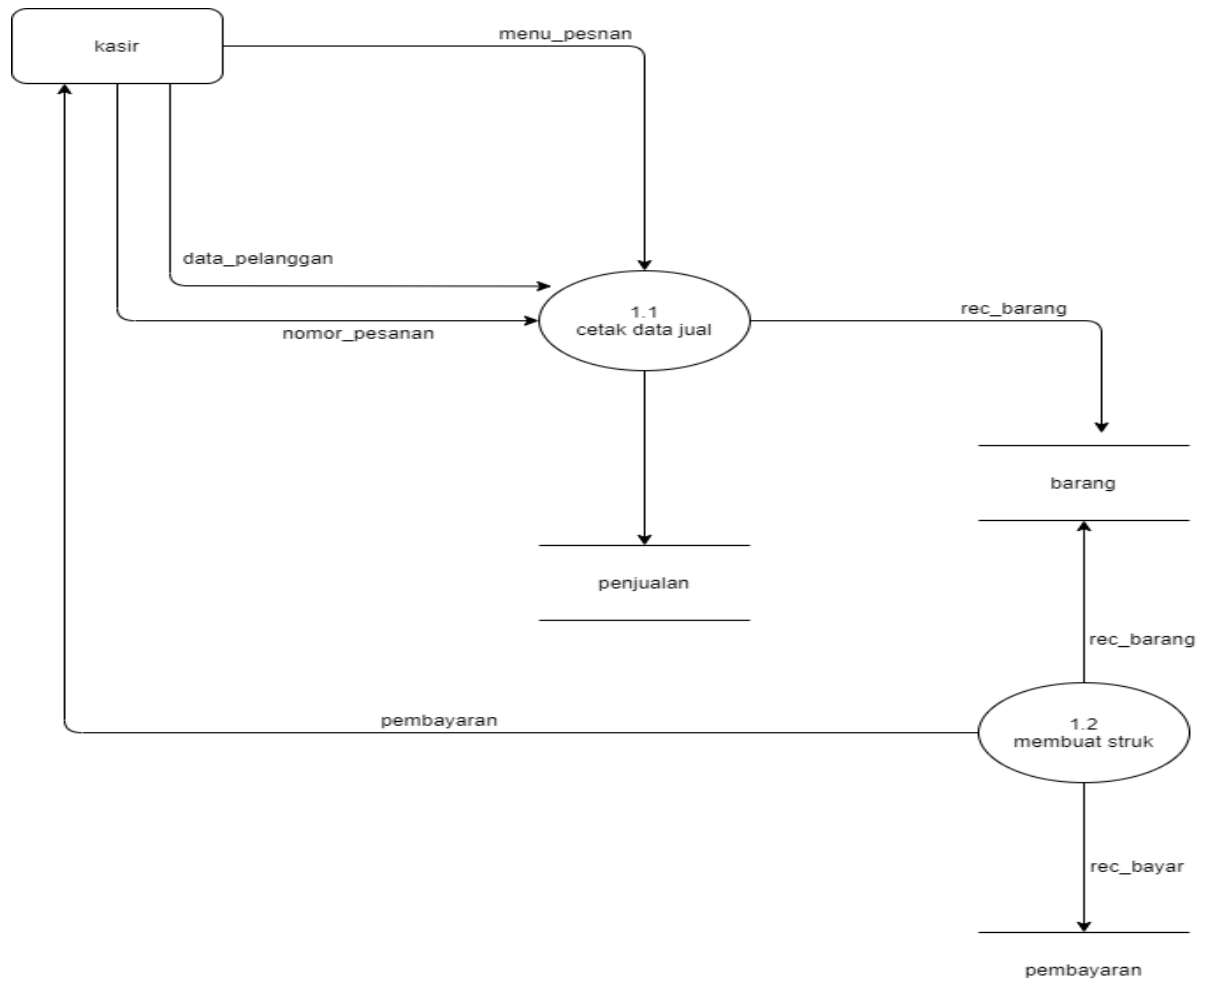 menu_pesnan
kasir
data_pelanggan
nomor_pesanan
1.1
cetak data jual
rec_barang
barang
penjualan
rec_barang
pembayaran
1.2
membuat struk
rec_bayar
pembayaran